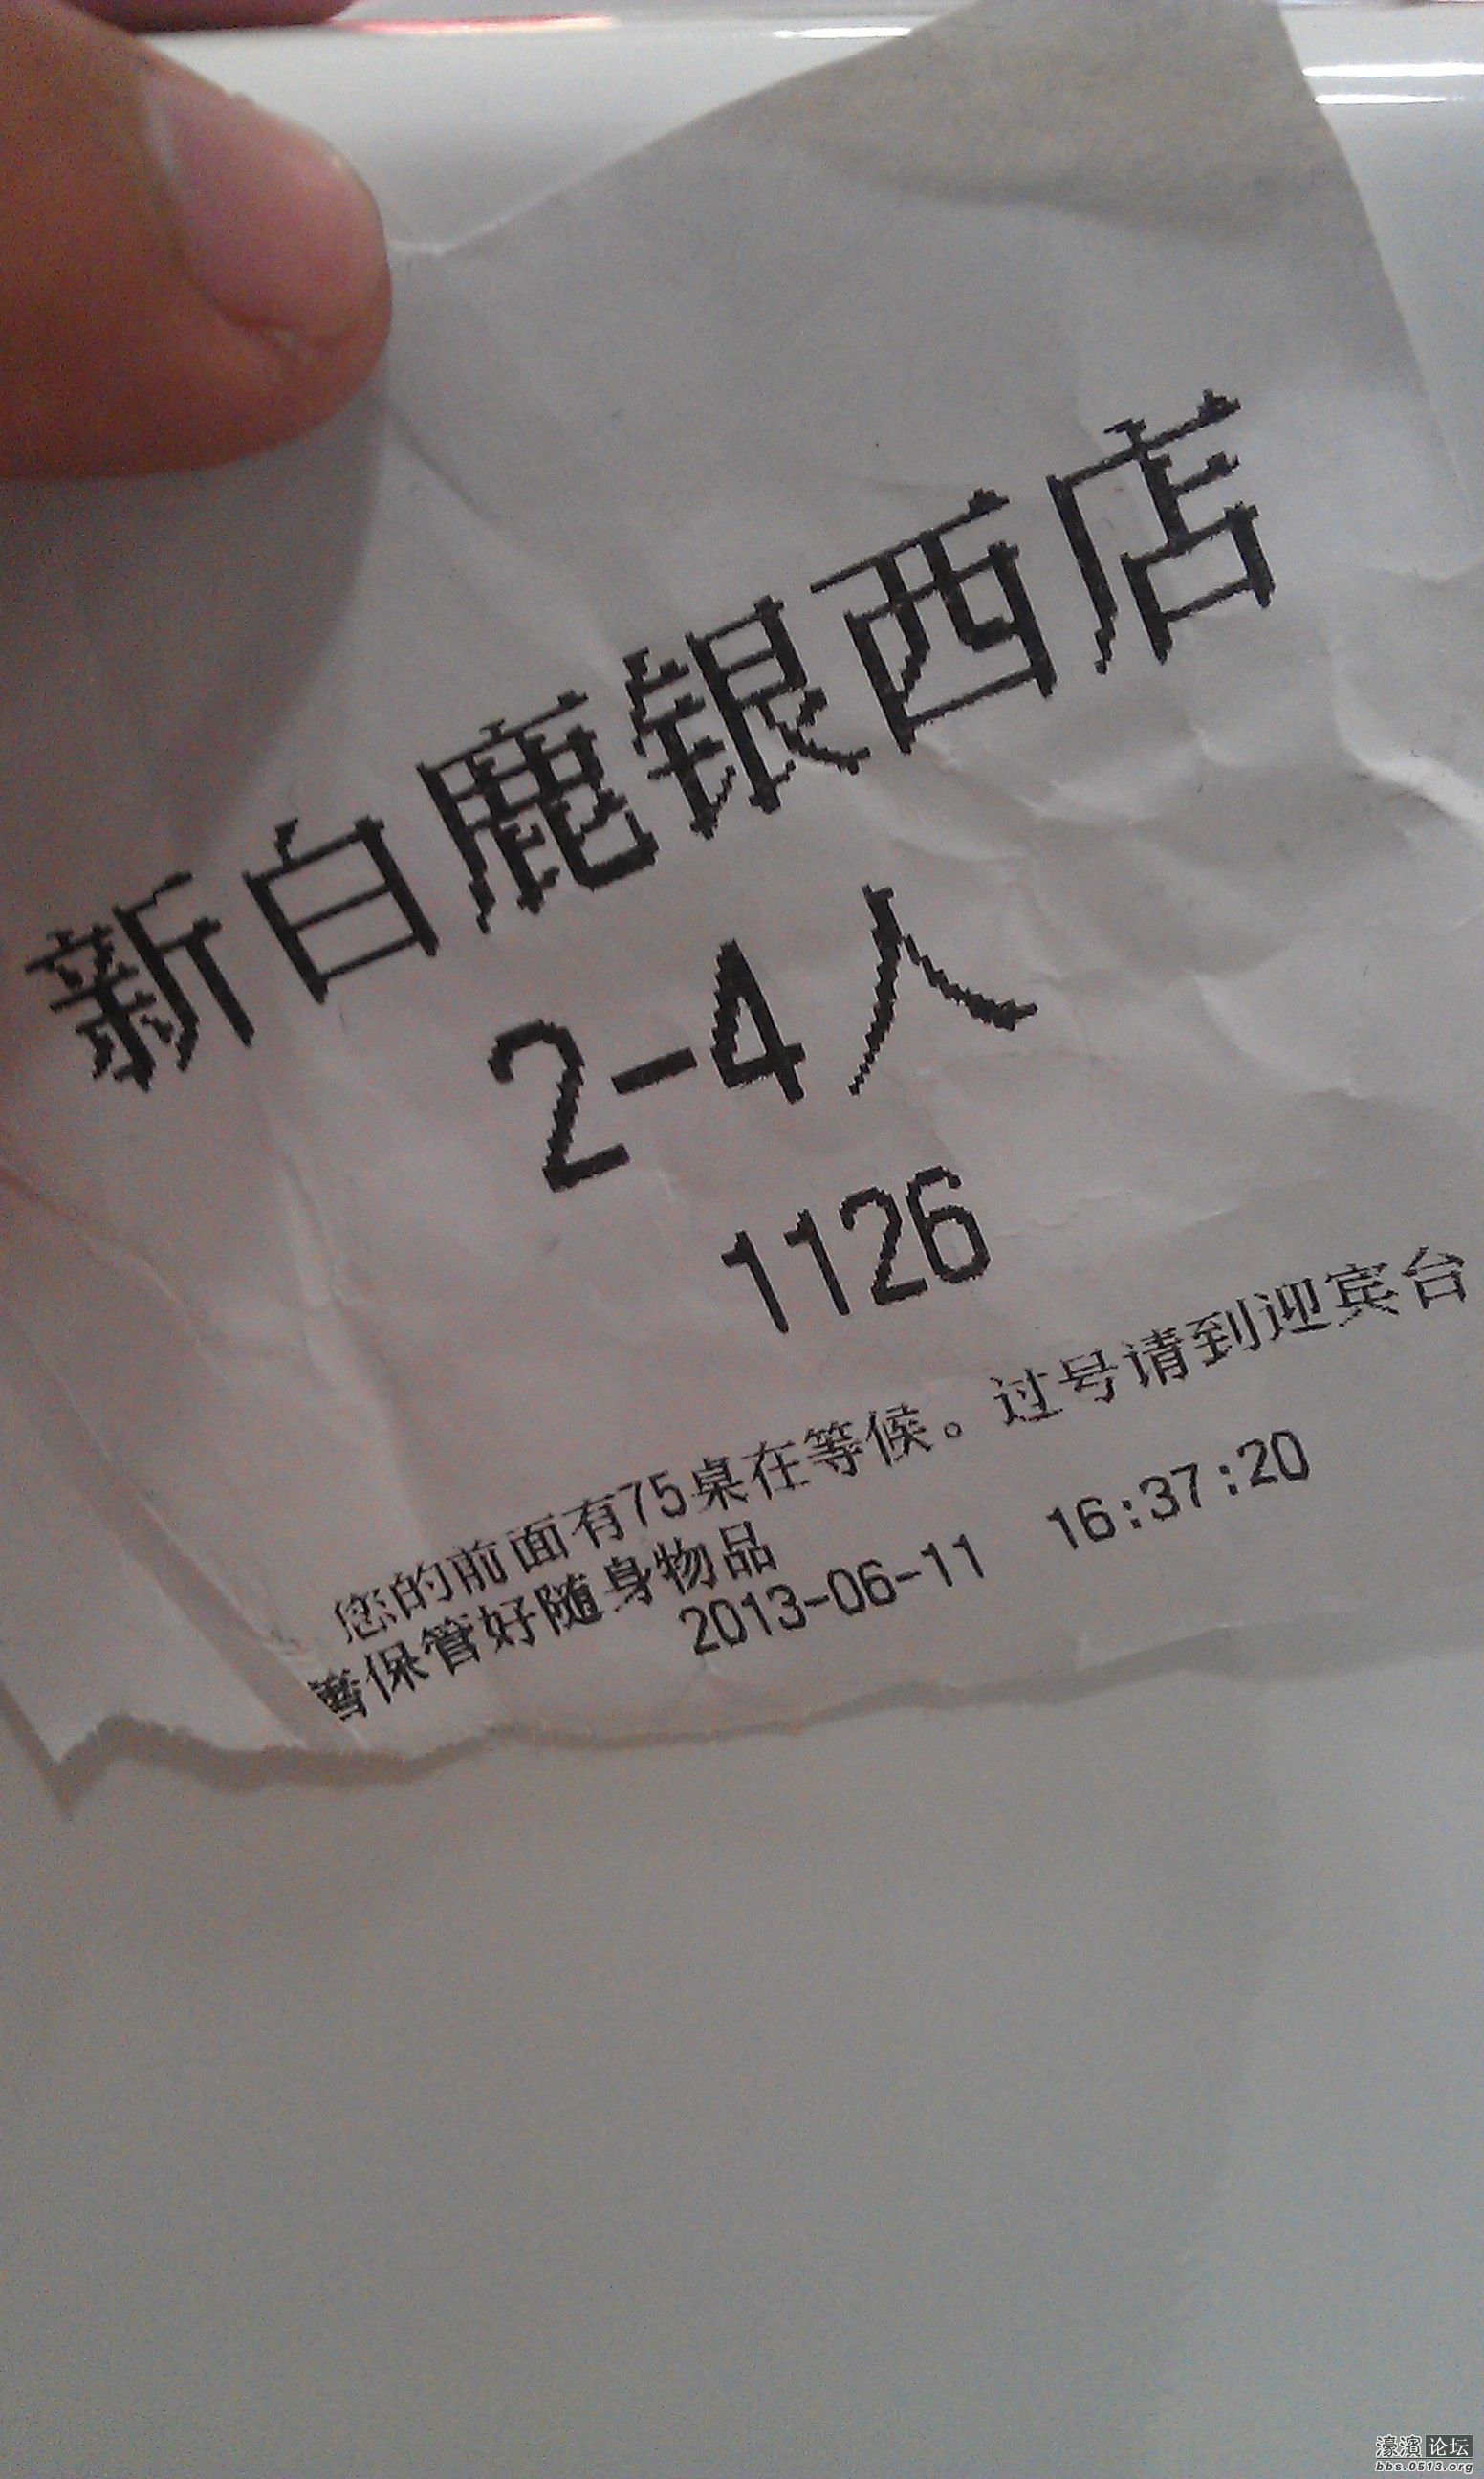 新白鹿银西店
2-4人
1126
您的前面有75桌在等候。过号请到迎宾台
善保管好随身物品
2013-06-11 16:37:20
濠滨论坛
bbs.0513.org